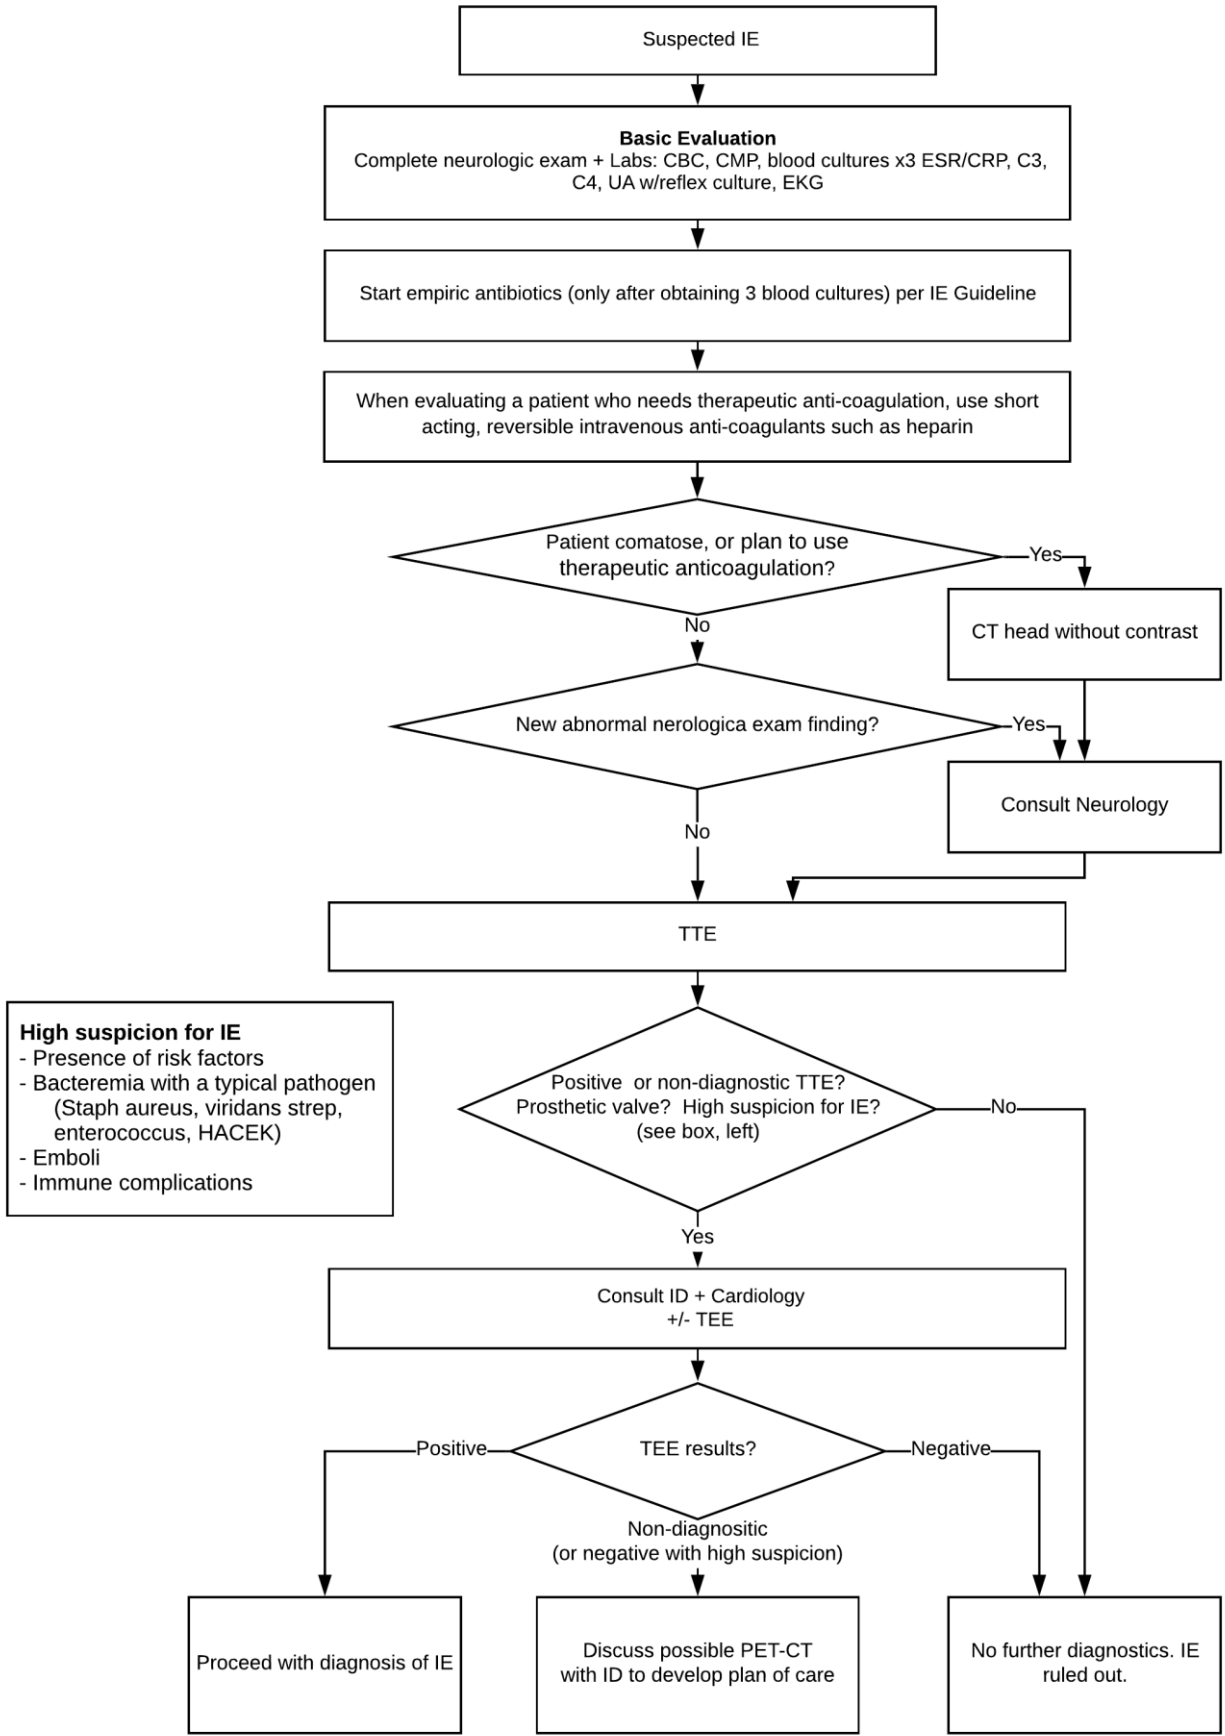 Suspected IE
Basic Evaluation
Complete neurologic exam + Labs: CBC, CMP, blood cultures x3 ESR/CRP, C3,
C4, UA w/reflex culture, EKG
Start empiric antibiotics (only after obtaining 3 blood cultures) per IE Guideline
When evaluating a patient who needs therapeutic anti-coagulation, use short
acting, reversible intravenous anti-coagulants such as heparin
Patient comatose, or plan to use
therapeutic anticoagulation?
Yes
CT head without contrast
No
New abnormal nerologica exam finding?
Yes
Consult Neurology
No
TTE
High suspicion for IE
- Presence of risk factors
- Bacteremia with a typical pathogen
(Staph aureus, viridans strep,
enterococcus, HACEK)
- Emboli
- Immune complications
Positive or non-diagnostic TTE?
Prosthetic valve? High suspicion for IE?
(see box, left)
No
Yes
Consult ID + Cardiology
+/- TEE
TEE results?
Positive
Negative
Non-diagnositic
(or negative with high suspicion)
Proceed with diagnosis of IE
Discuss possible PET-CT
with ID to develop plan of care
No further diagnostics. IE
ruled out.